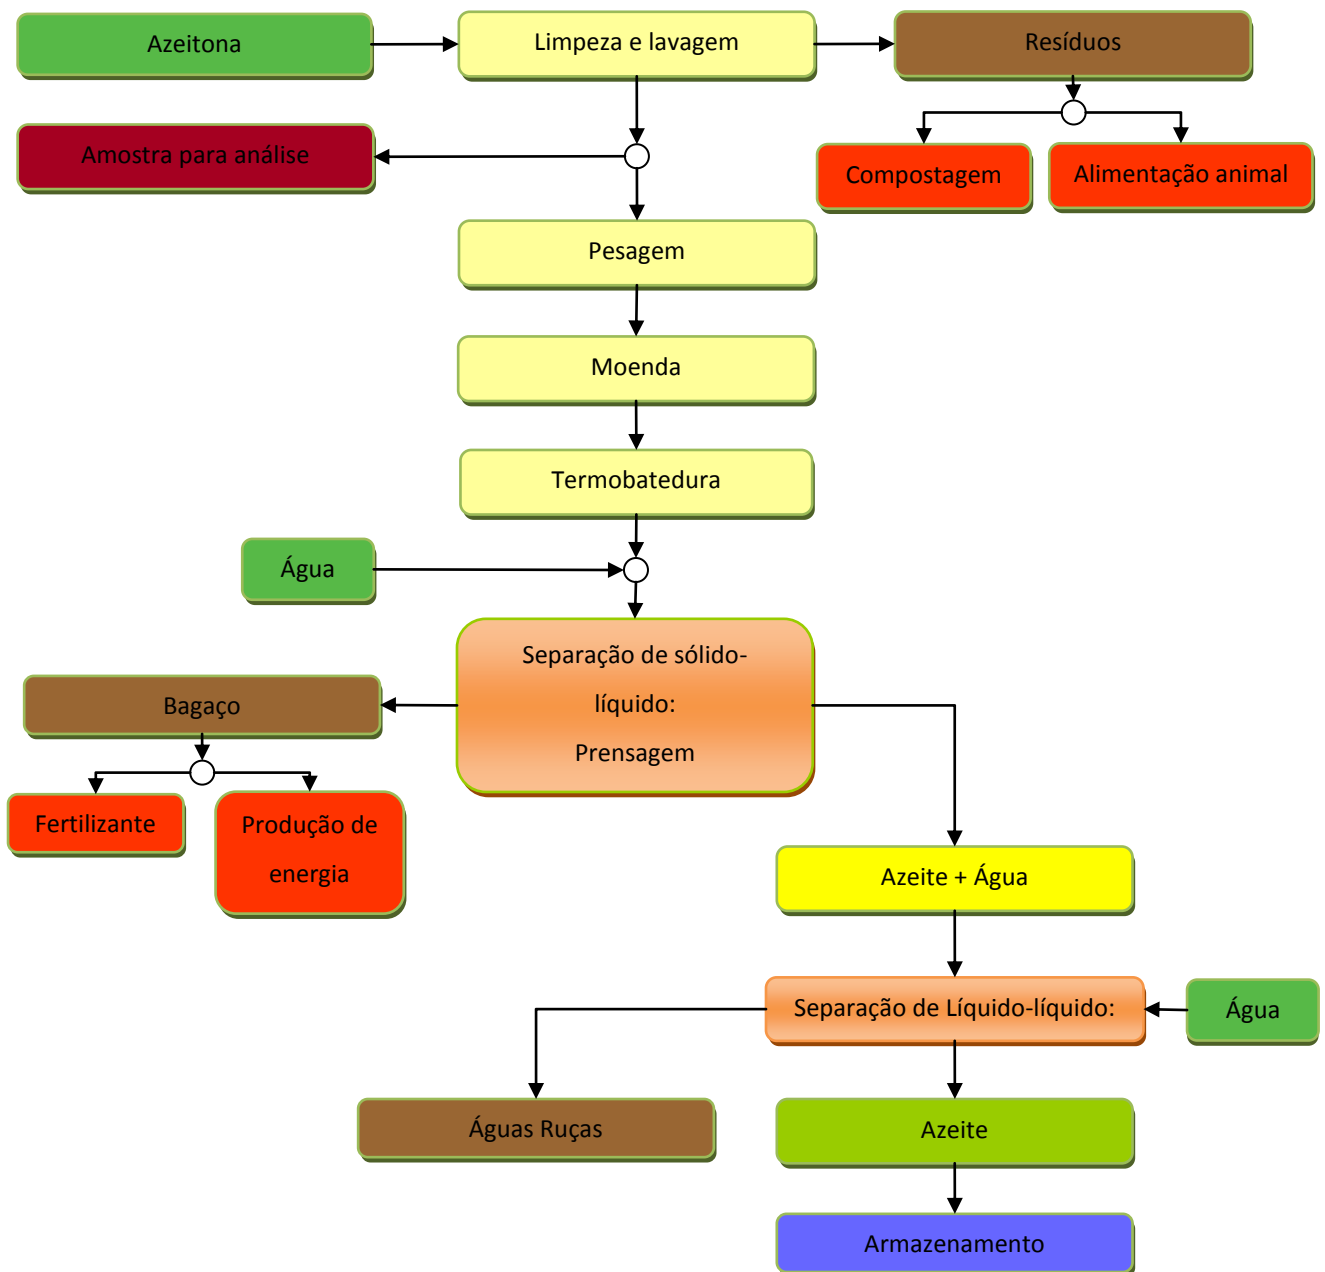 Azeitona
Limpeza e lavagem
Resíduos
Amostra para análise
Compostagem
Alimentação animal
Pesagem
Moenda
Termobatedura
Água
Separação de sólido-
líquido:
Prensagem
Bagaço
Fertilizante
Produção de
energia
Azeite + Água
Separação de Líquido-líquido:
Água
Águas Ruças
Azeite
Armazenamento